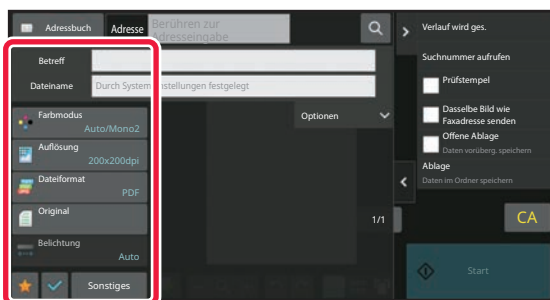 Adressbuch
Adresse
Berühren zur
Adresseingabe
Betreff
Dateiname
Durch Systemeinstellungen festgelegt
Farbmodus
Auto/Mono2
Auflösung
200x200dpi
Dateiformat
PDF
Original
Belichtung
Auto
Sonstiges
Optionen
1/1
Verlauf wird ges.
Suchnummer aufrufen
Prüfstempel
Dasselbe Bild wie
Faxadresse senden
Offene Ablage
Daten vorüberg. speichern
Ablage
Daten im Ordner speichern
CA
Start